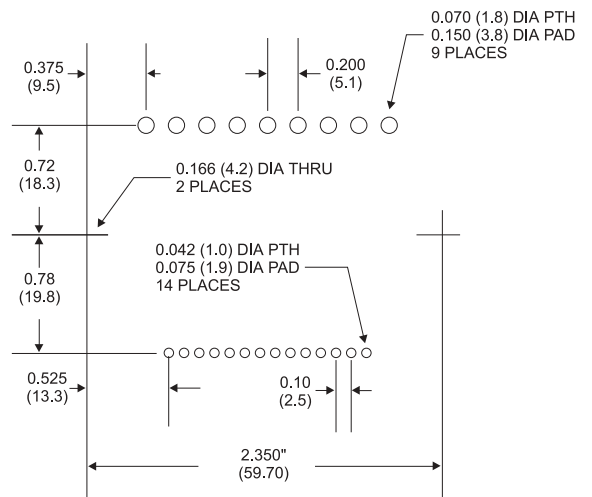 0.070 (1.8) DIA PTH
0.150 (3.8) DIA PAD
9 PLACES
0.375
(9.5)
0.200
(5.1)
0.72
(18.3)
0.166 (4.2) DIA THRU
2 PLACES
0.78
(19.8)
0.042 (1.0) DIA PTH
0.075 (1.9) DIA PAD
14 PLACES
0.525
(13.3)
0.10
(2.5)
2.350"
(59.70)